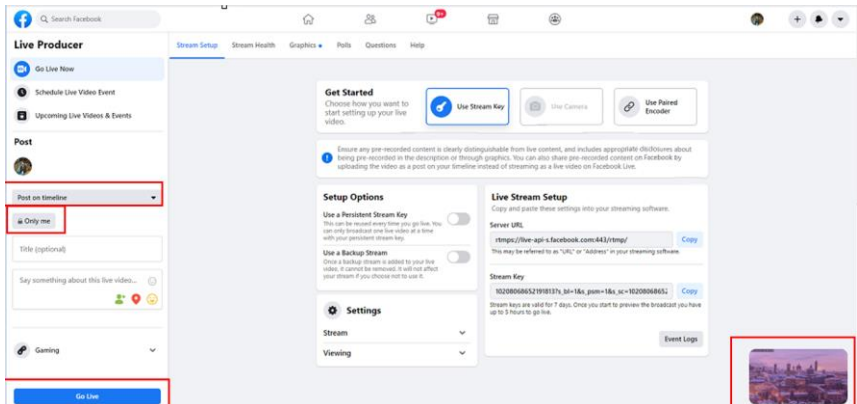 Search Facebook
9+
Live Producer
Go Live Now
Schedule Live Video Event
Upcoming Live Videos & Events
Post
Post on timeline
Only me
Title (optional)
Say something about this live video...
Gaming
Go Live
Stream Setup Stream Health Graphics Polls Questions Help
Get Started
Choose how you want to
start setting up your live
video.
Use Stream Key
Use Camera
Use Paired
Encoder
Ensure any pre-recorded content is clearly distinguishable from live content, and includes appropriate disclosures about
being pre-recorded in the description or through graphics. You can also share pre-recorded content on Facebook by
uploading the video as a post on your timeline instead of streaming as a live video on Facebook Live.
Setup Options
Use a Persistent Stream Key
This can be reused every time you go live. You
can only broadcast one live video at a time
with your persistent stream key.
Use a Backup Stream
Once a backup stream is added to your live
video, it cannot be removed. It will not affect
your stream if you choose not to use it.
Settings
Stream
Viewing
Live Stream Setup
Copy and paste these settings into your streaming software.
Server URL
rtmps://live-api-s.facebook.com:443/rtmp/ Copy
This may be referred to as "URL" or "Address" in your streaming software.
Stream Key
Copy
Stream keys are valid for 7 days. Once you start to preview the broadcast you have
up to 5 hours to go live.
Event Logs